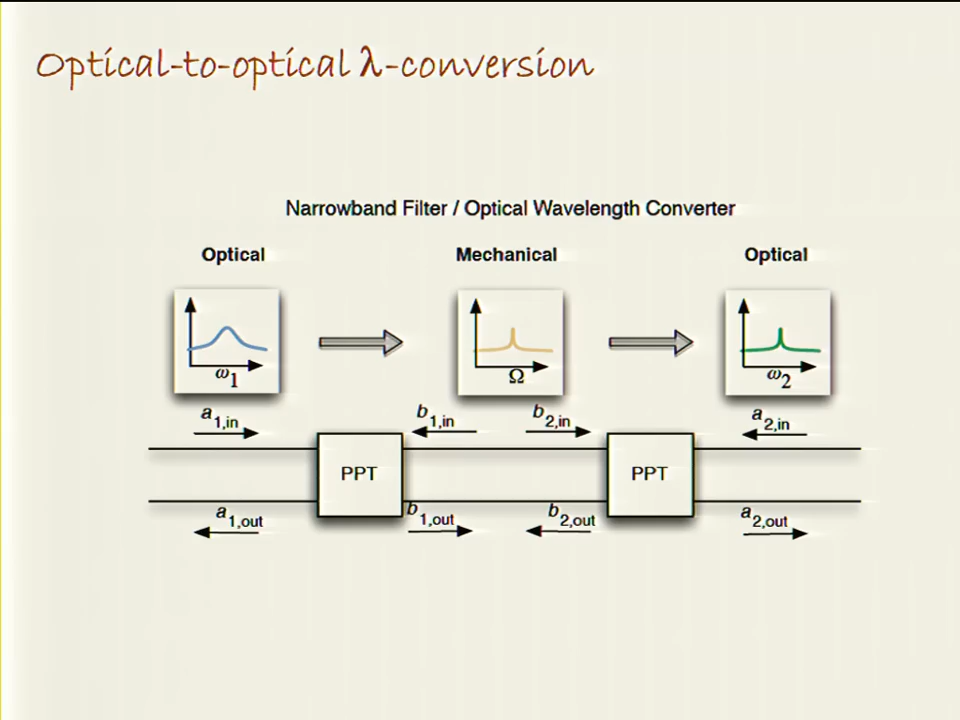 Optical-to-optical λ-conversion
Narrowband Filter / Optical Wavelength Converter
Optical Mechanical Optical
ω1 Ω ω2
a1,in b1,in b2,in a2,in
PPT PPT
a1,out b1,out b2,out a2,out